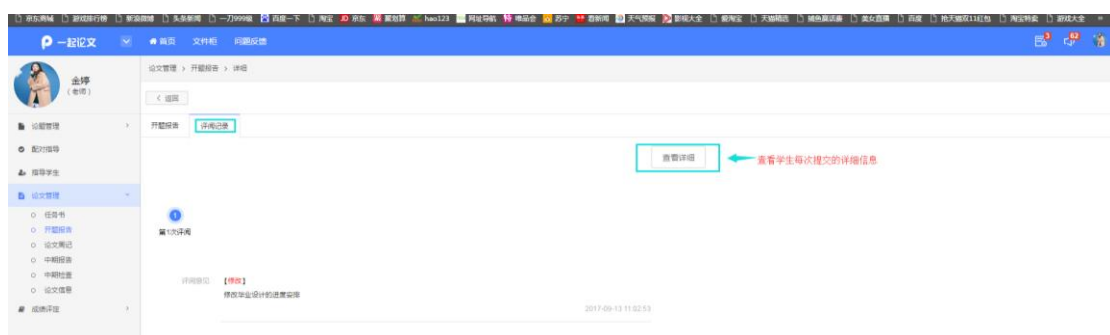 京东商城 游戏排行榜 新浪微博 头条新闻 一刀999级 百度一下 淘宝 京东 聚划算 hao123 网址导航 唯品会 苏宁 看新闻 天气预报 影视大全 爱淘宝 天猫精选 美女直播 百度 抢天猫双11红包 淘宝特卖 游戏大全
一起论文
首页 文件柜 问题反馈
3 62
金婷
(老师)
论文管理 > 开题报告 > 详细
< 返回
论题管理
开题报告 评阅记录
配对指导
查看详细
查看学生每次提交的详细信息
指导学生
论文管理
任务书
开题报告
论文周记
中期报告
中期检查
论文信息
成绩评定
1
第1次评阅
评阅意见
【修改】
修改毕业设计的进度安排
2017-09-13 11:02:53